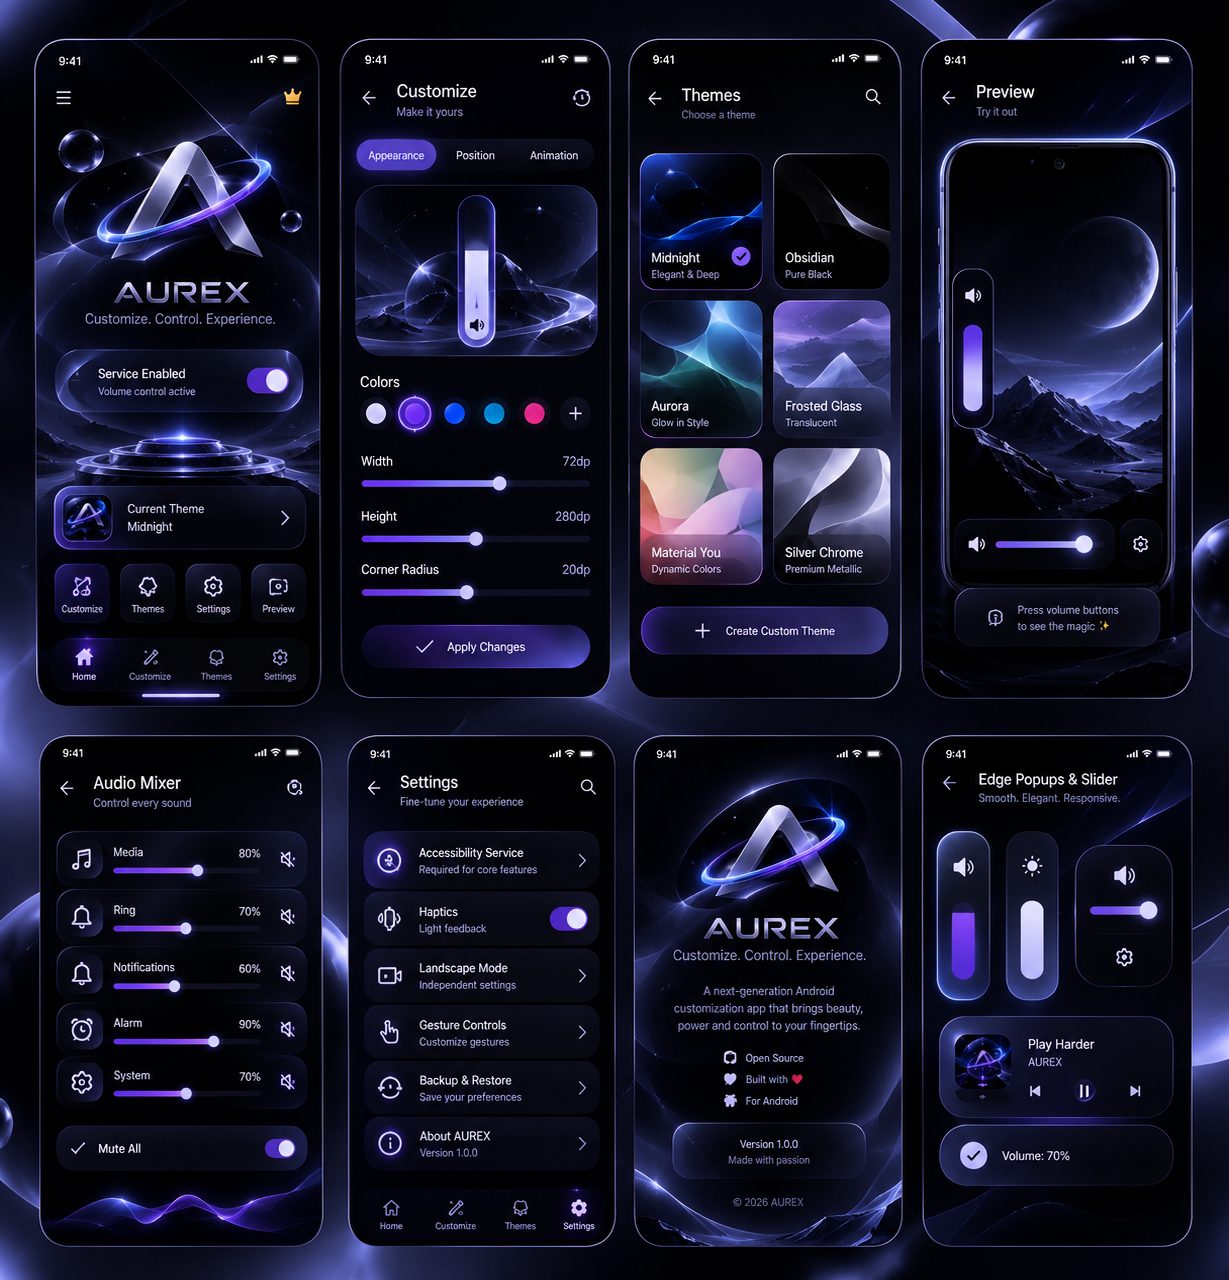 9:41
AUREX
Customize. Control. Experience.
Service Enabled
Volume control active
Current Theme
Midnight
Customize
Themes
Settings
Preview
Home
Customize
Themes
Settings
9:41
Customize
Make it yours
Appearance
Position
Animation
Colors
Width
72dp
Height
280dp
Corner Radius
20dp
Apply Changes
9:41
Themes
Choose a theme
Midnight
Elegant & Deep
Obsidian
Pure Black
Aurora
Glow in Style
Frosted Glass
Translucent
Material You
Dynamic Colors
Silver Chrome
Premium Metallic
Create Custom Theme
9:41
Preview
Try it out
Press volume buttons
to see the magic ✨
9:41
Audio Mixer
Control every sound
Media
80%
Ring
70%
Notifications
60%
Alarm
90%
System
70%
Mute All
9:41
Settings
Fine-tune your experience
Accessibility Service
Required for core features
Haptics
Light feedback
Landscape Mode
Independent settings
Gesture Controls
Customize gestures
Backup & Restore
Save your preferences
About AUREX
Version 1.0.0
Home
Customize
Themes
Settings
9:41
AUREX
Customize. Control. Experience.
A next-generation Android
customization app that brings beauty,
power and control to your fingertips.
Open Source
Built with ❤️
For Android
Version 1.0.0
Made with passion
© 2026 AUREX
9:41
Edge Popups & Slider
Smooth. Elegant. Responsive.
Play Harder
AUREX
Volume: 70%